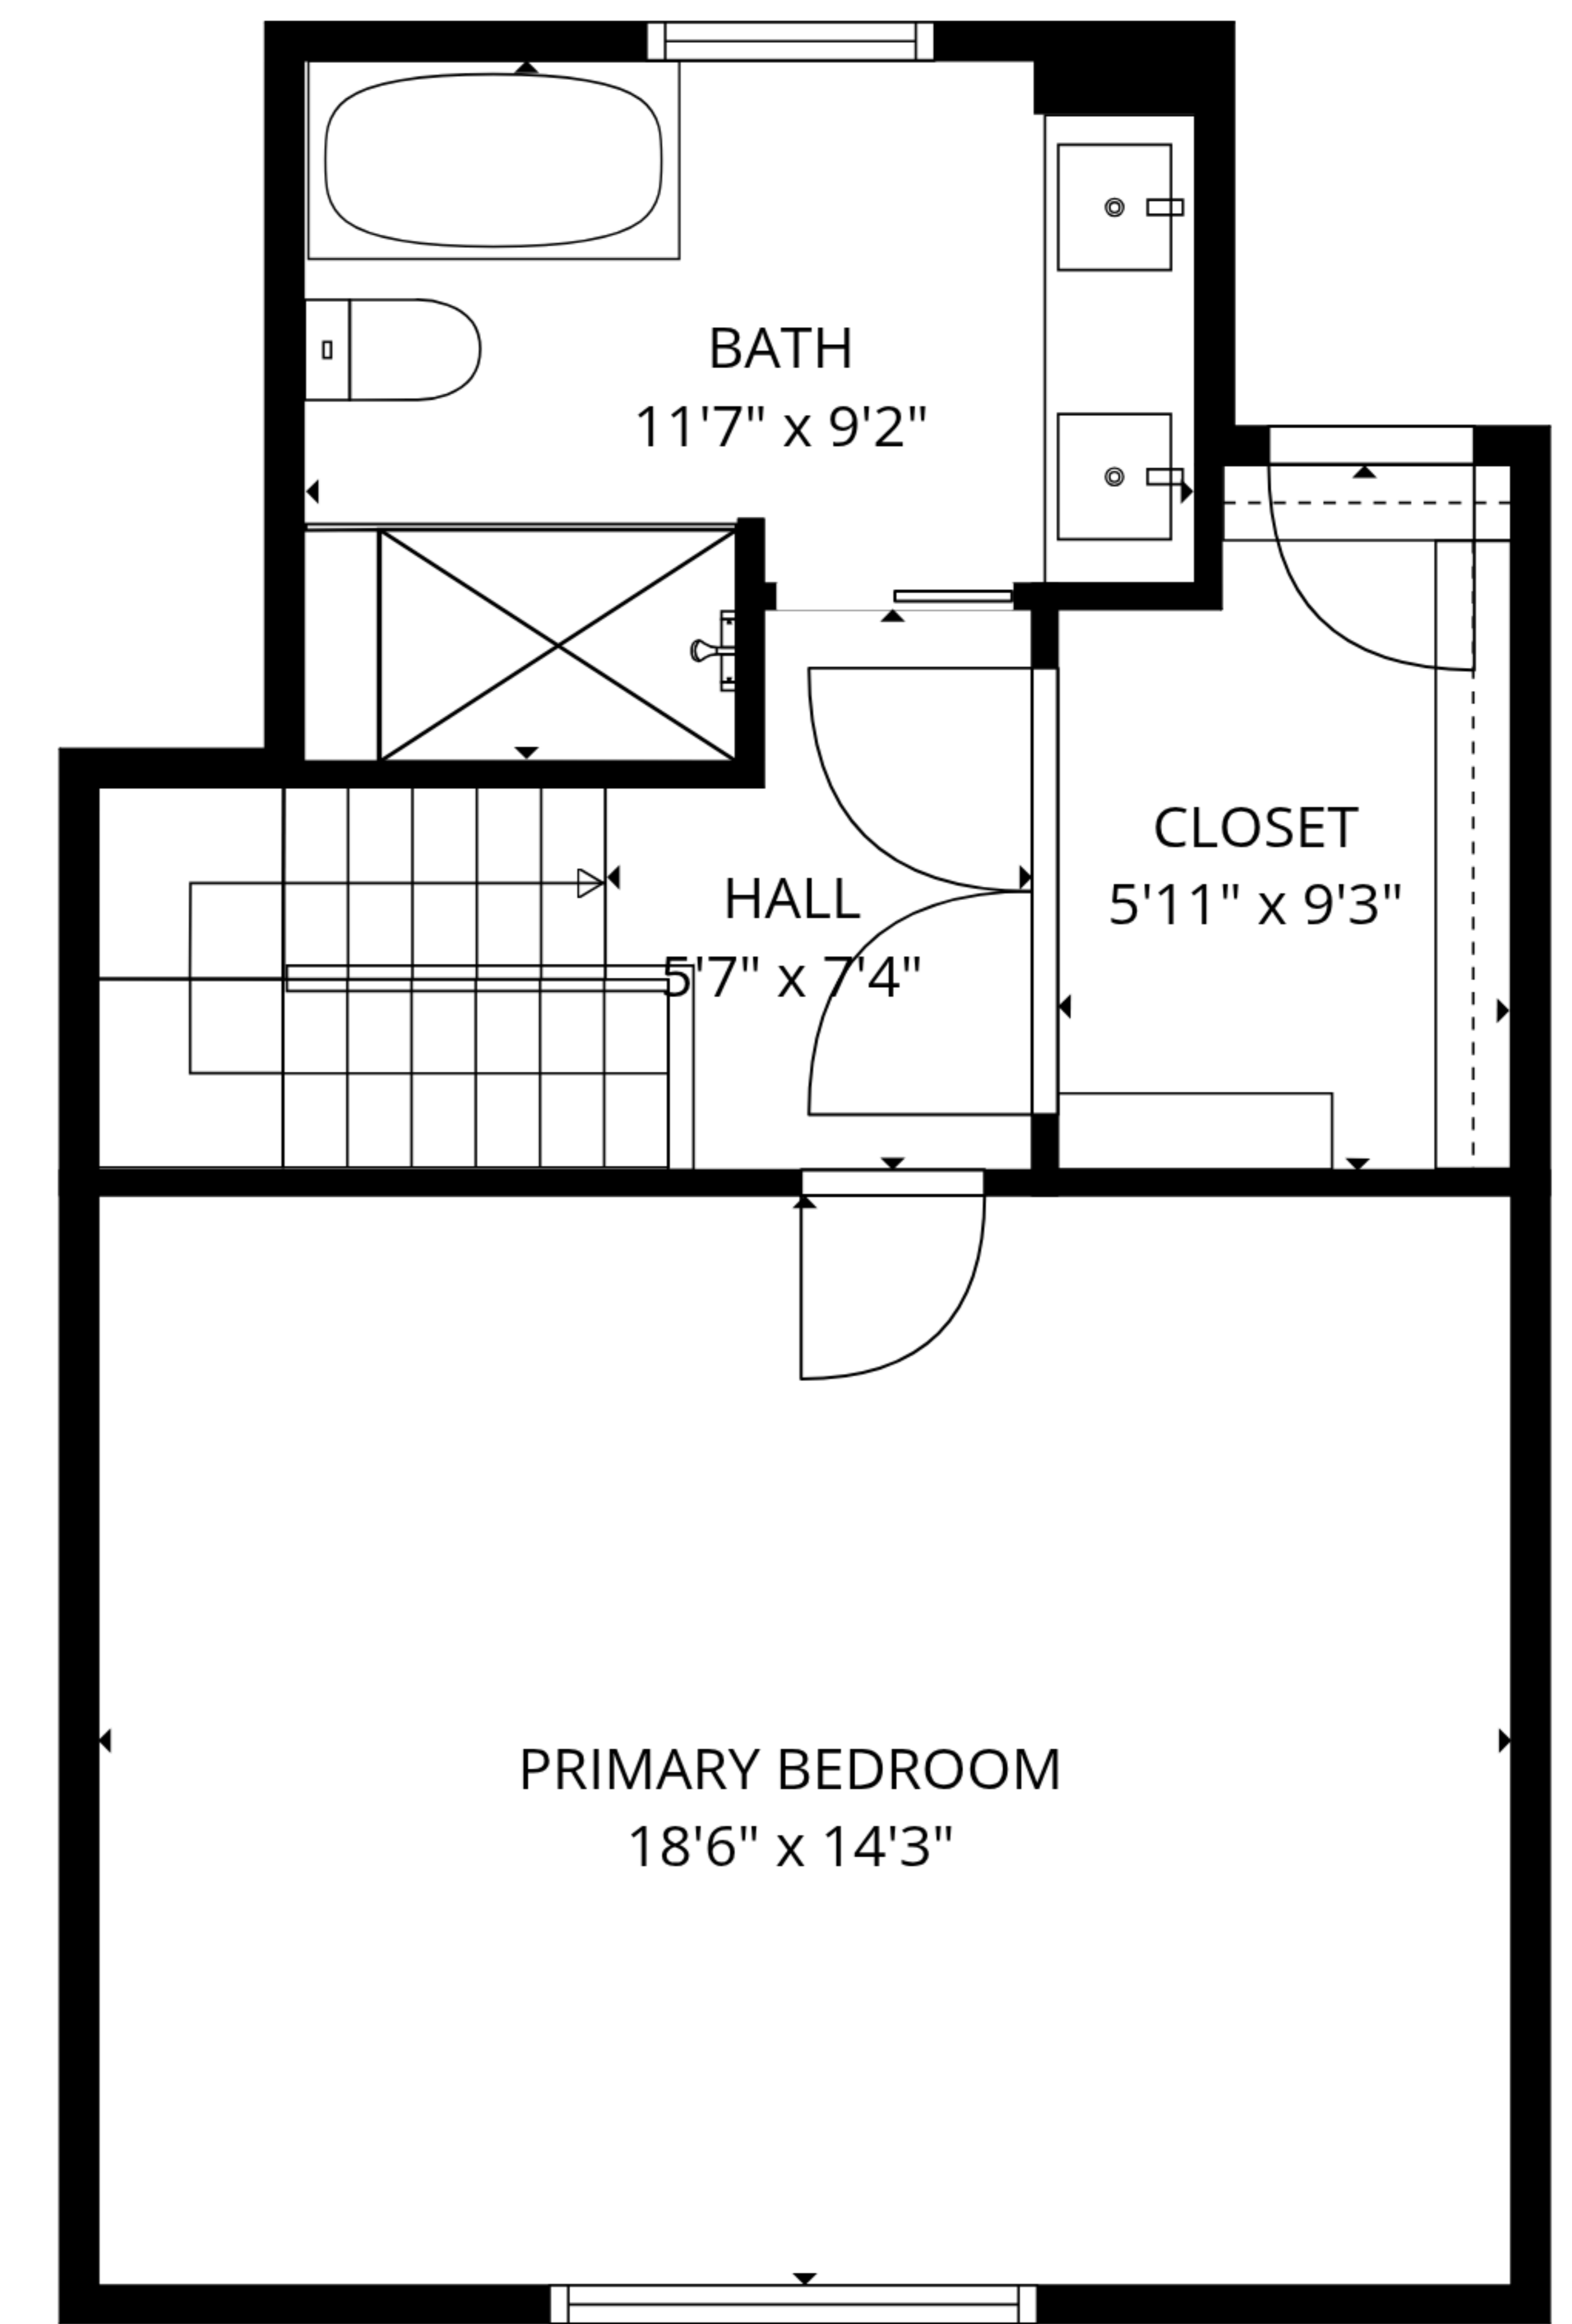 BATH
11'7" x 9'2"
CLOSET
5'11" x 9'3"
HALL
5'7" x 7'4"
PRIMARY BEDROOM
18'6" x 14'3"